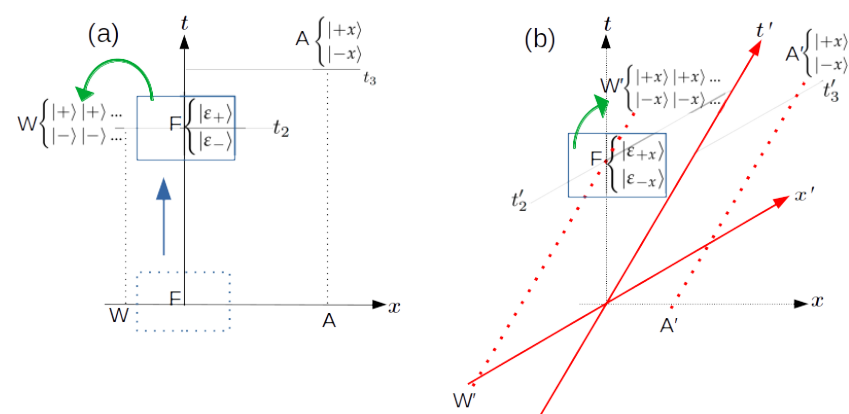 (a)
t
A { |+x⟩
|−x⟩
t₃
W { |+⟩ |+⟩ ...
|−⟩ |−⟩ ...
F { |ε₊⟩
|ε₋⟩
t₂
F
W
A
x
(b)
t
t′
A′ { |+x⟩
|−x⟩
t′₃
W′ { |+x⟩ |+x⟩ ...
|−x⟩ |−x⟩ ...
F { |ε₊ₓ⟩
|ε₋ₓ⟩
t′₂
x′
x
A′
W′